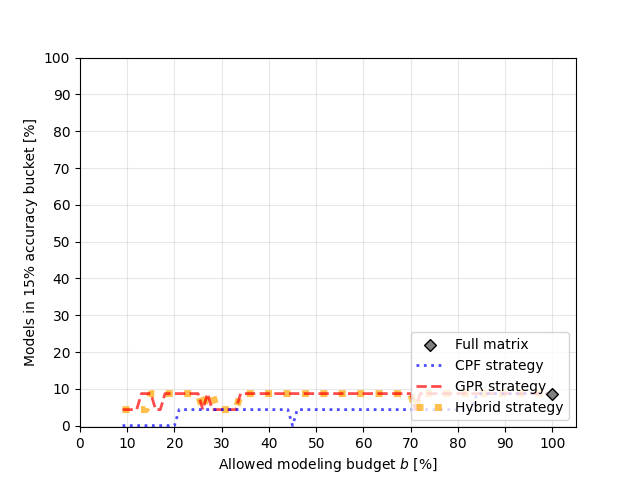 100
90
80
70
60
50
40
30
20
10
0
Models in 15% accuracy bucket [%]
Full matrix
CPF strategy
GPR strategy
Hybrid strategy
0 10 20 30 40 50 60 70 80 90 100
Allowed modeling budget b [%]